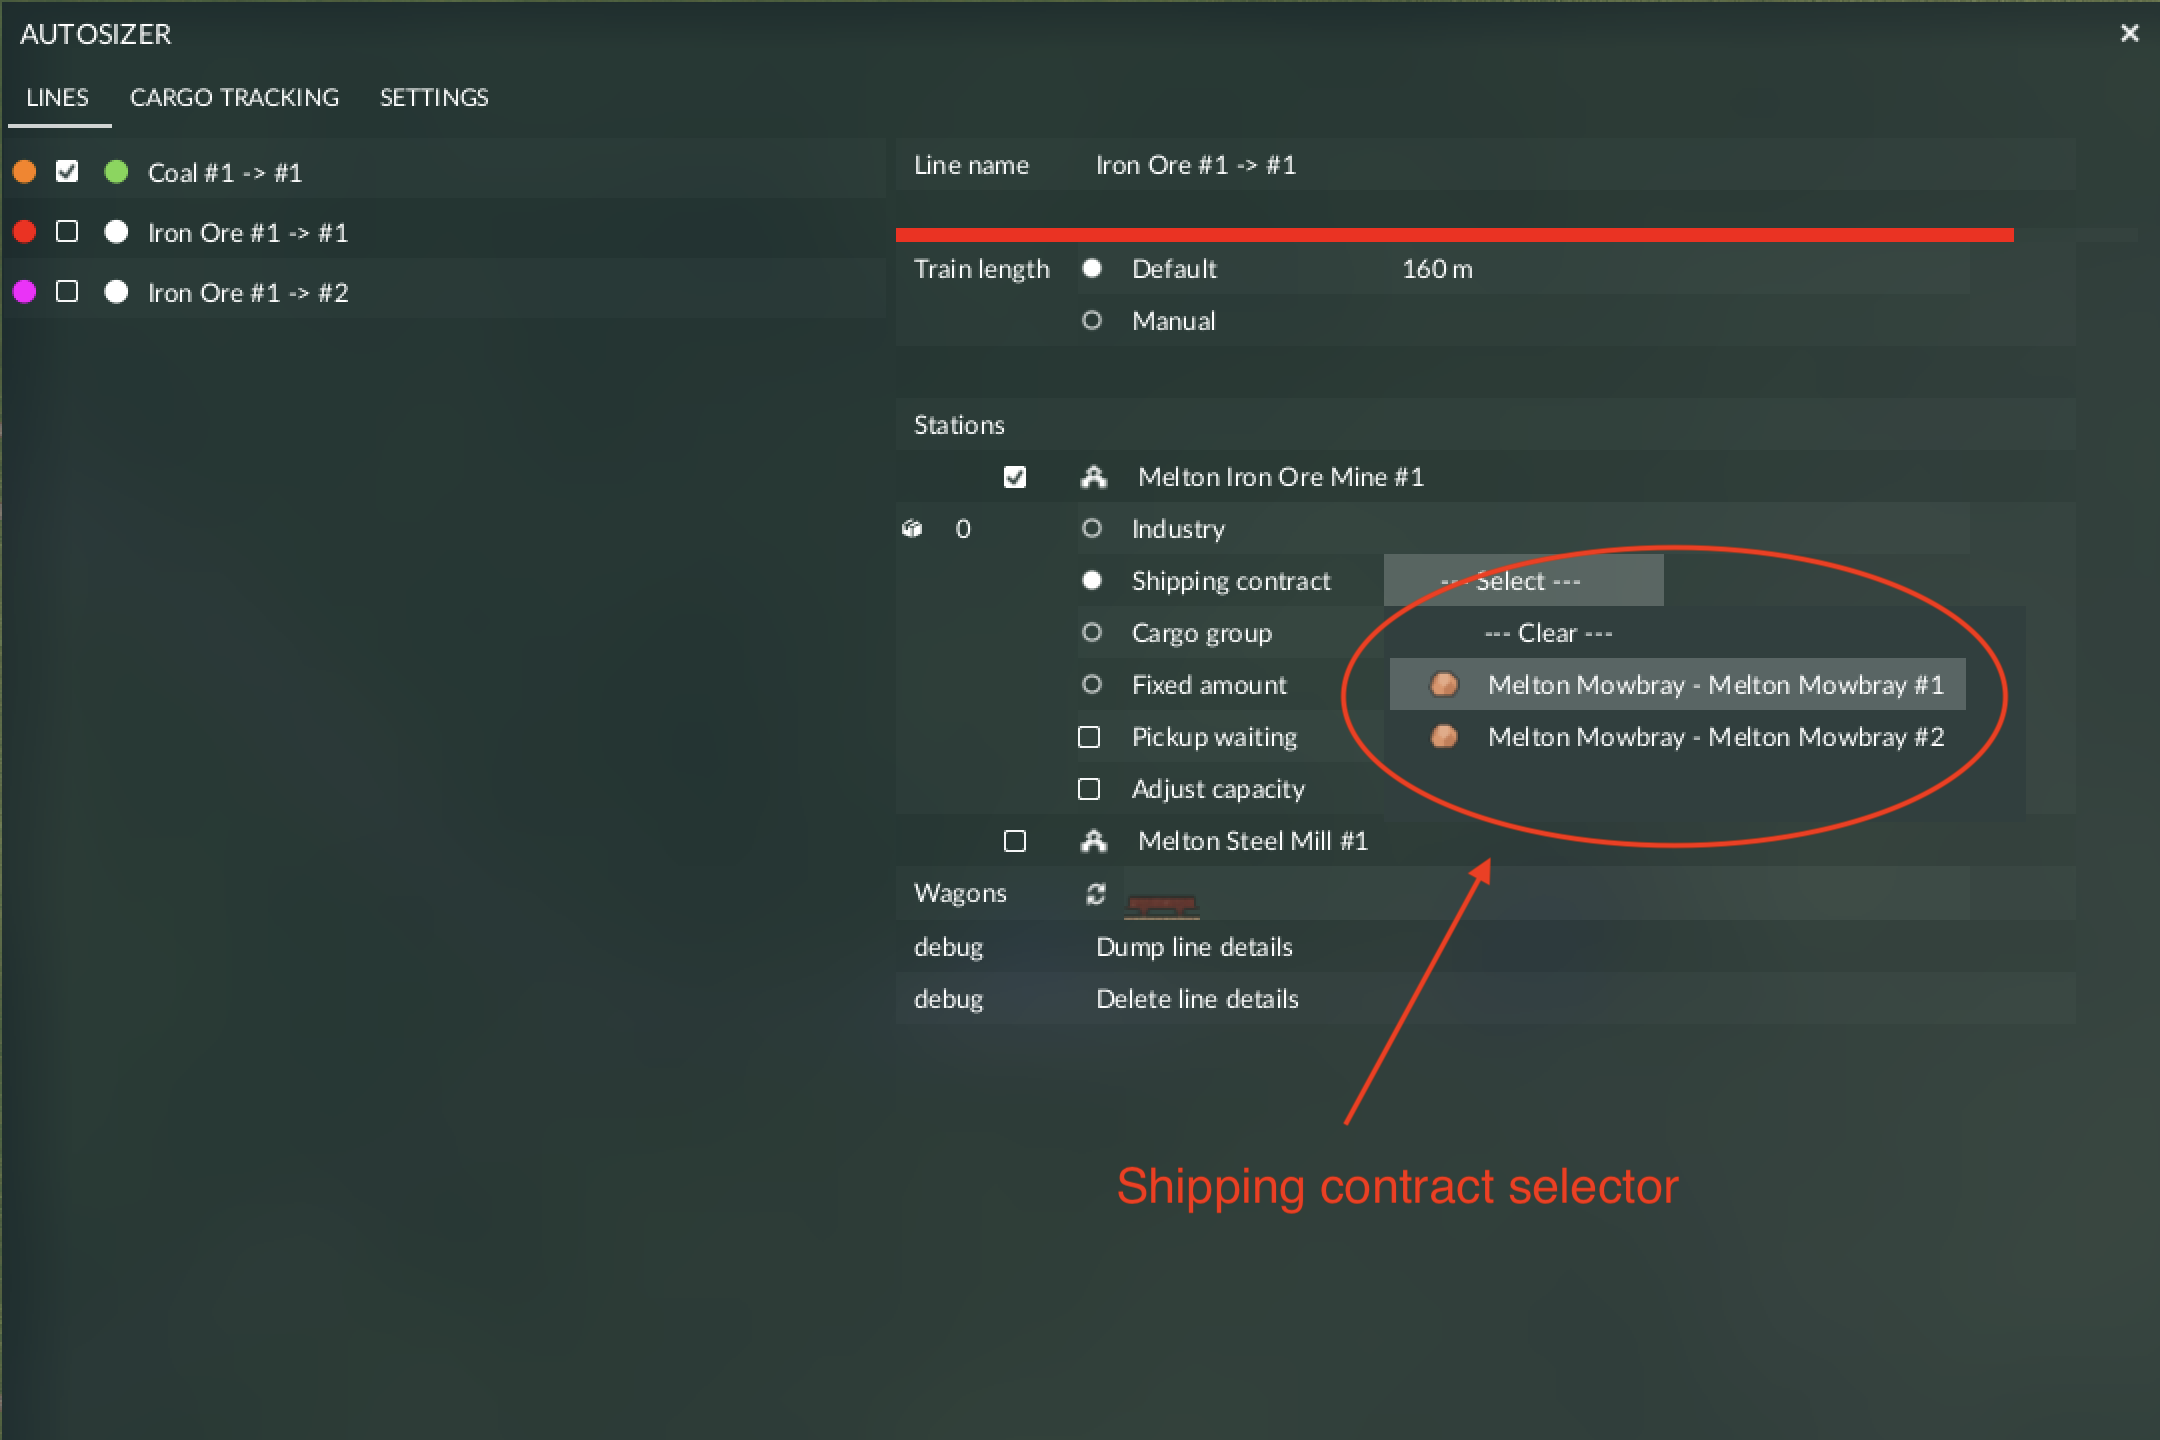 AUTOSIZER
LINES CARGO TRACKING SETTINGS
Coal #1 -> #1
Iron Ore #1 -> #1
Iron Ore #1 -> #2
Line name Iron Ore #1 -> #1
Train length Default 160 m
Manual
Stations
Melton Iron Ore Mine #1
0 Industry
Shipping contract --- Select ---
Cargo group --- Clear ---
Fixed amount Melton Mowbray - Melton Mowbray #1
Pickup waiting Melton Mowbray - Melton Mowbray #2
Adjust capacity
Melton Steel Mill #1
Wagons
debug Dump line details
debug Delete line details
Shipping contract selector